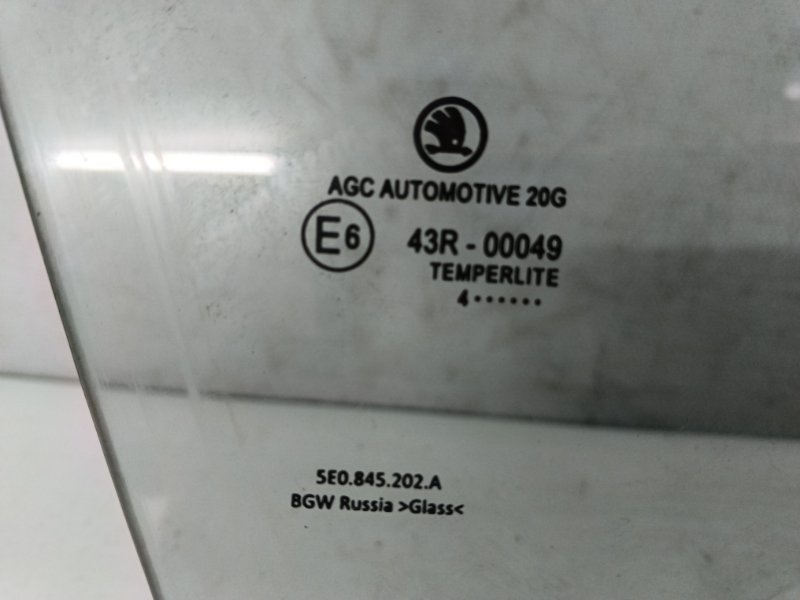 AGC AUTOMOTIVE 20G
E6 43R - 00049
TEMPERLITE
4••••••
5E0.845.202.A
BGW Russia >Glass<